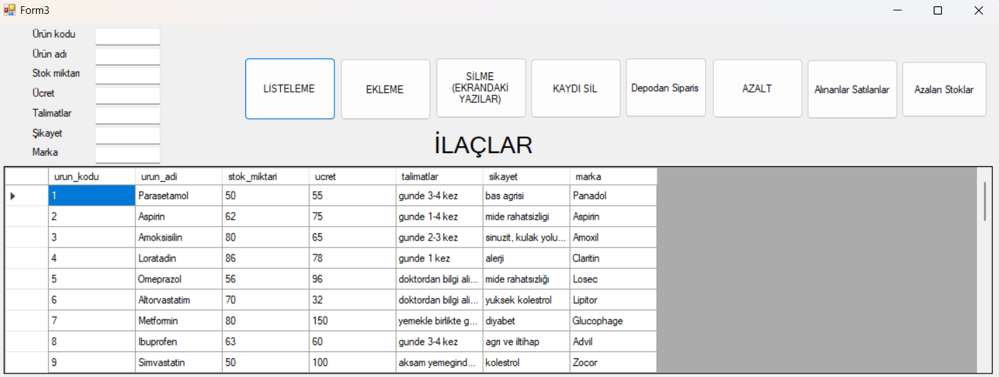 Form3
Ürün kodu
Ürün adı
Stok miktarı
Ücret
Talimatlar
Şikayet
Marka
LİSTELEME
EKLEME
SİLME
(EKRANDAKİ
YAZILAR)
KAYDI SİL
Depodan Siparis
AZALT
Alınanlar Satılanlar
Azalan Stoklar
İLAÇLAR
urun_kodu urun_adi stok_miktari ucret talimatlar sikayet marka
1 Parasetamol 50 55 gunde 3-4 kez bas agrisi Panadol
2 Aspirin 62 75 gunde 1-4 kez mide rahatsizligi Aspirin
3 Amoksisilin 80 65 gunde 2-3 kez sinuzit, kulak yolu... Amoxil
4 Loratadin 86 78 gunde 1 kez alerji Claritin
5 Omeprazol 56 96 doktordan bilgi ali... mide rahatsızlığı Losec
6 Altorvastatim 70 32 doktordan bilgi ali... yuksek kolestrol Lipitor
7 Metformin 80 150 yemekle birlikte g... diyabet Glucophage
8 Ibuprofen 63 60 gunde 3-4 kez agrı ve iltihap Advil
9 Simvastatin 50 100 aksam yemegind... kolestrol Zocor